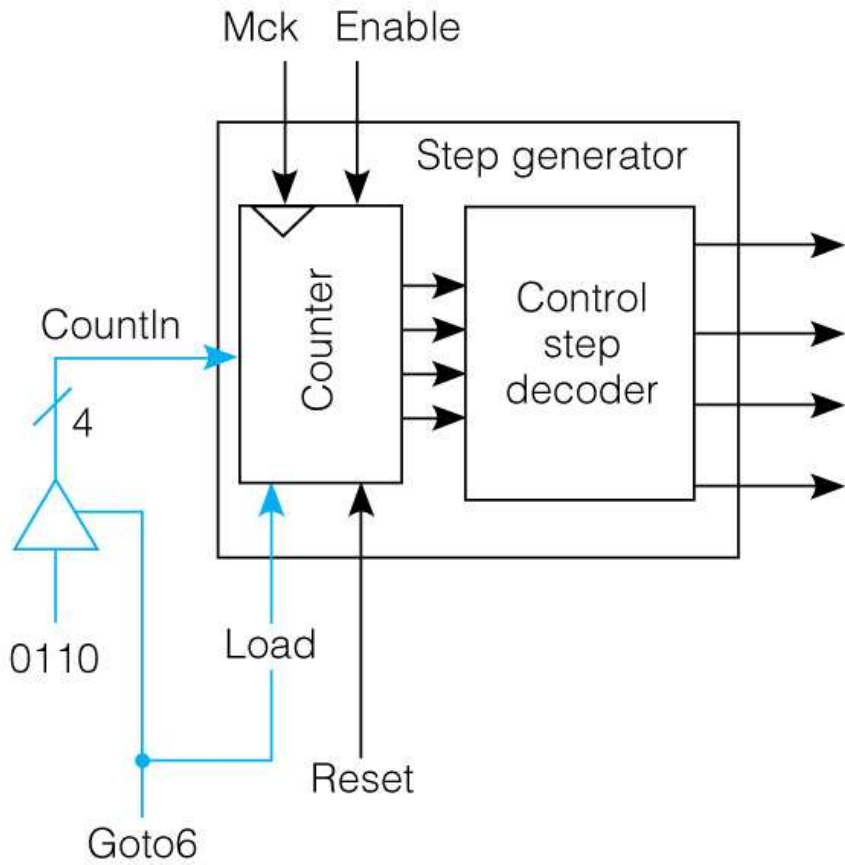 Mck Enable
Step generator
Counter
Control
step
decoder
CountIn
4
0110
Load
Reset
Goto6